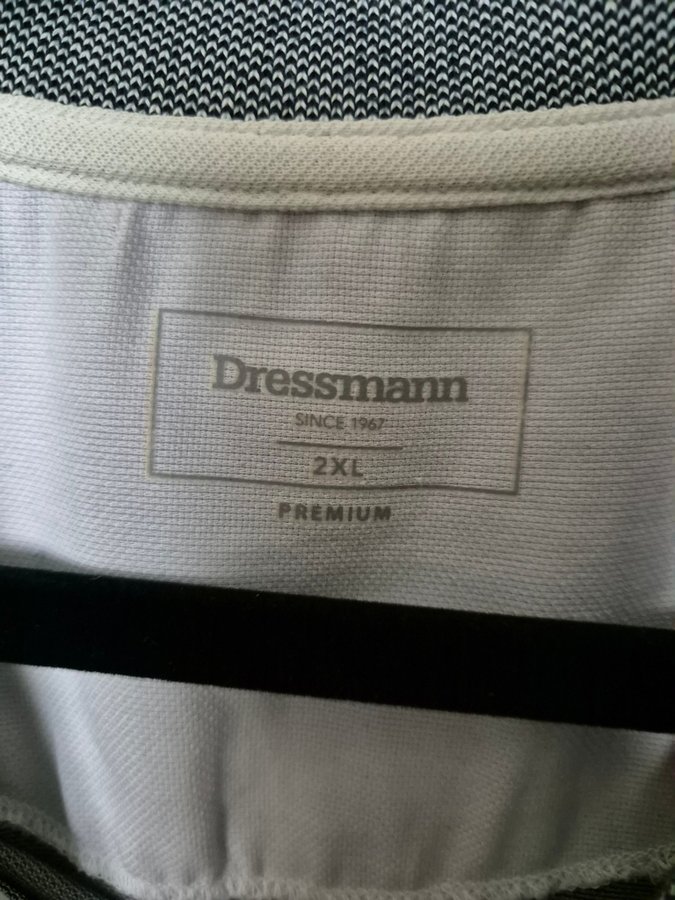 Dressmann
SINCE 1967
2XL
PREMIUM